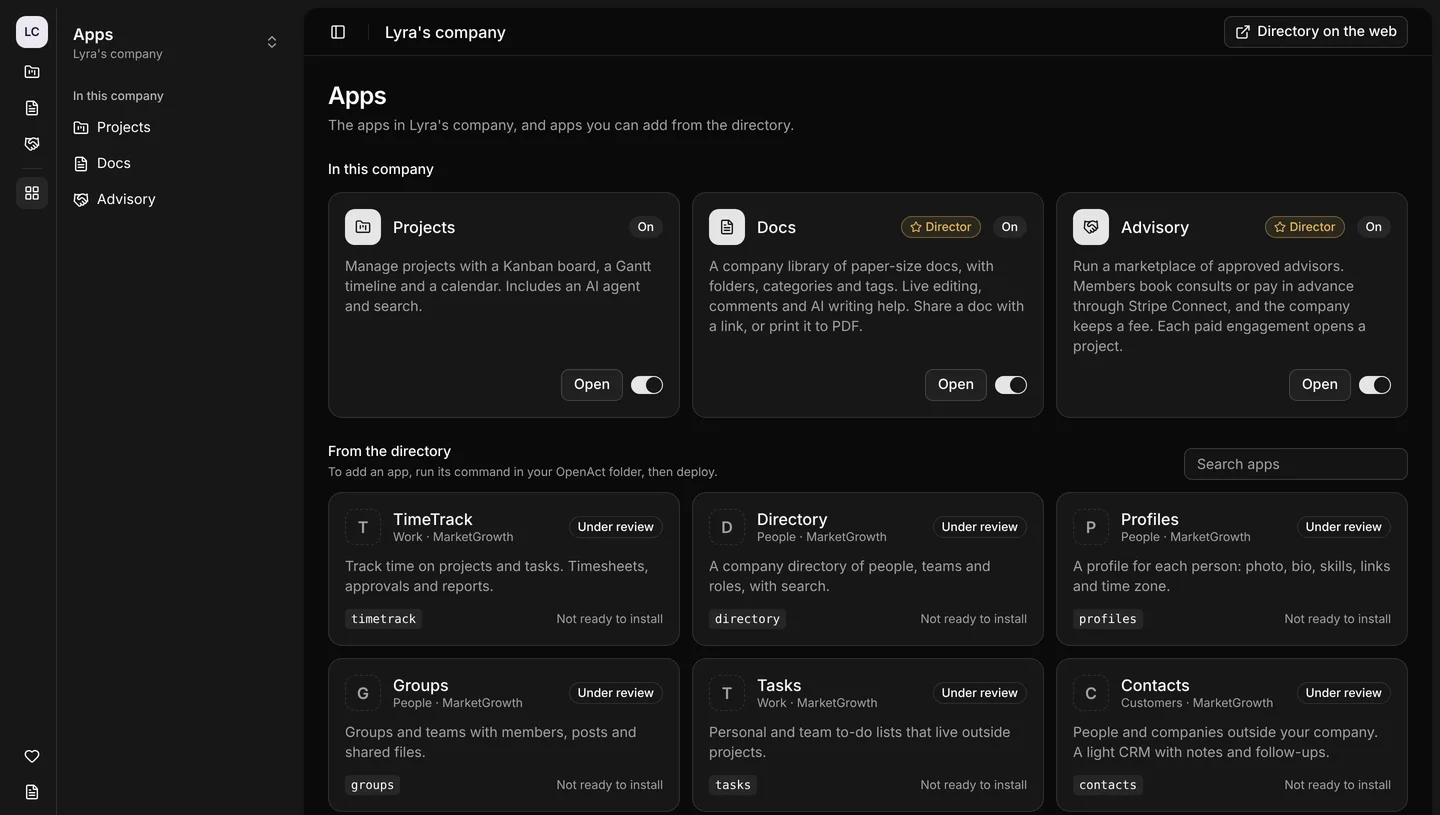 LC
Apps
Lyra's company
In this company
Projects
Docs
Advisory
Lyra's company
Directory on the web
Apps
The apps in Lyra's company, and apps you can add from the directory.
In this company
Projects
On
Manage projects with a Kanban board, a Gantt
timeline and a calendar. Includes an AI agent
and search.
Open
Docs
Director
On
A company library of paper-size docs, with
folders, categories and tags. Live editing,
comments and AI writing help. Share a doc with
a link, or print it to PDF.
Open
Advisory
Director
On
Run a marketplace of approved advisors.
Members book consults or pay in advance
through Stripe Connect, and the company
keeps a fee. Each paid engagement opens a
project.
Open
From the directory
To add an app, run its command in your OpenAct folder, then deploy.
Search apps
T
TimeTrack
Work · MarketGrowth
Under review
Track time on projects and tasks. Timesheets,
approvals and reports.
timetrack
Not ready to install
D
Directory
People · MarketGrowth
Under review
A company directory of people, teams and
roles, with search.
directory
Not ready to install
P
Profiles
People · MarketGrowth
Under review
A profile for each person: photo, bio, skills, links
and time zone.
profiles
Not ready to install
G
Groups
People · MarketGrowth
Under review
Groups and teams with members, posts and
shared files.
groups
Not ready to install
T
Tasks
Work · MarketGrowth
Under review
Personal and team to-do lists that live outside
projects.
tasks
Not ready to install
C
Contacts
Customers · MarketGrowth
Under review
People and companies outside your company.
A light CRM with notes and follow-ups.
contacts
Not ready to install